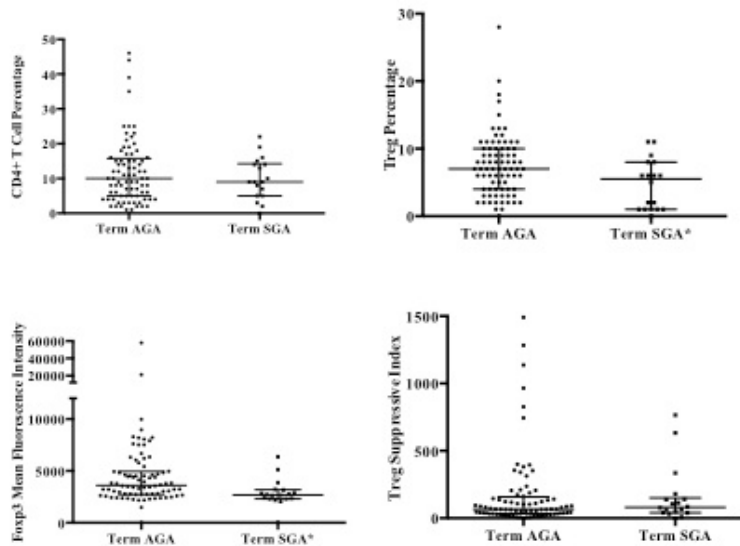 CD4+ T Cell Percentage
50
40
30
20
10
0
Term AGA
Term SGA
Treg Percentage
30
20
10
0
Term AGA
Term SGA*
Foxp3 Mean Fluorescence Intensity
60000
40000
20000
10000
5000
0
Term AGA
Term SGA*
Treg Suppressive Index
1500
1000
500
0
Term AGA
Term SGA